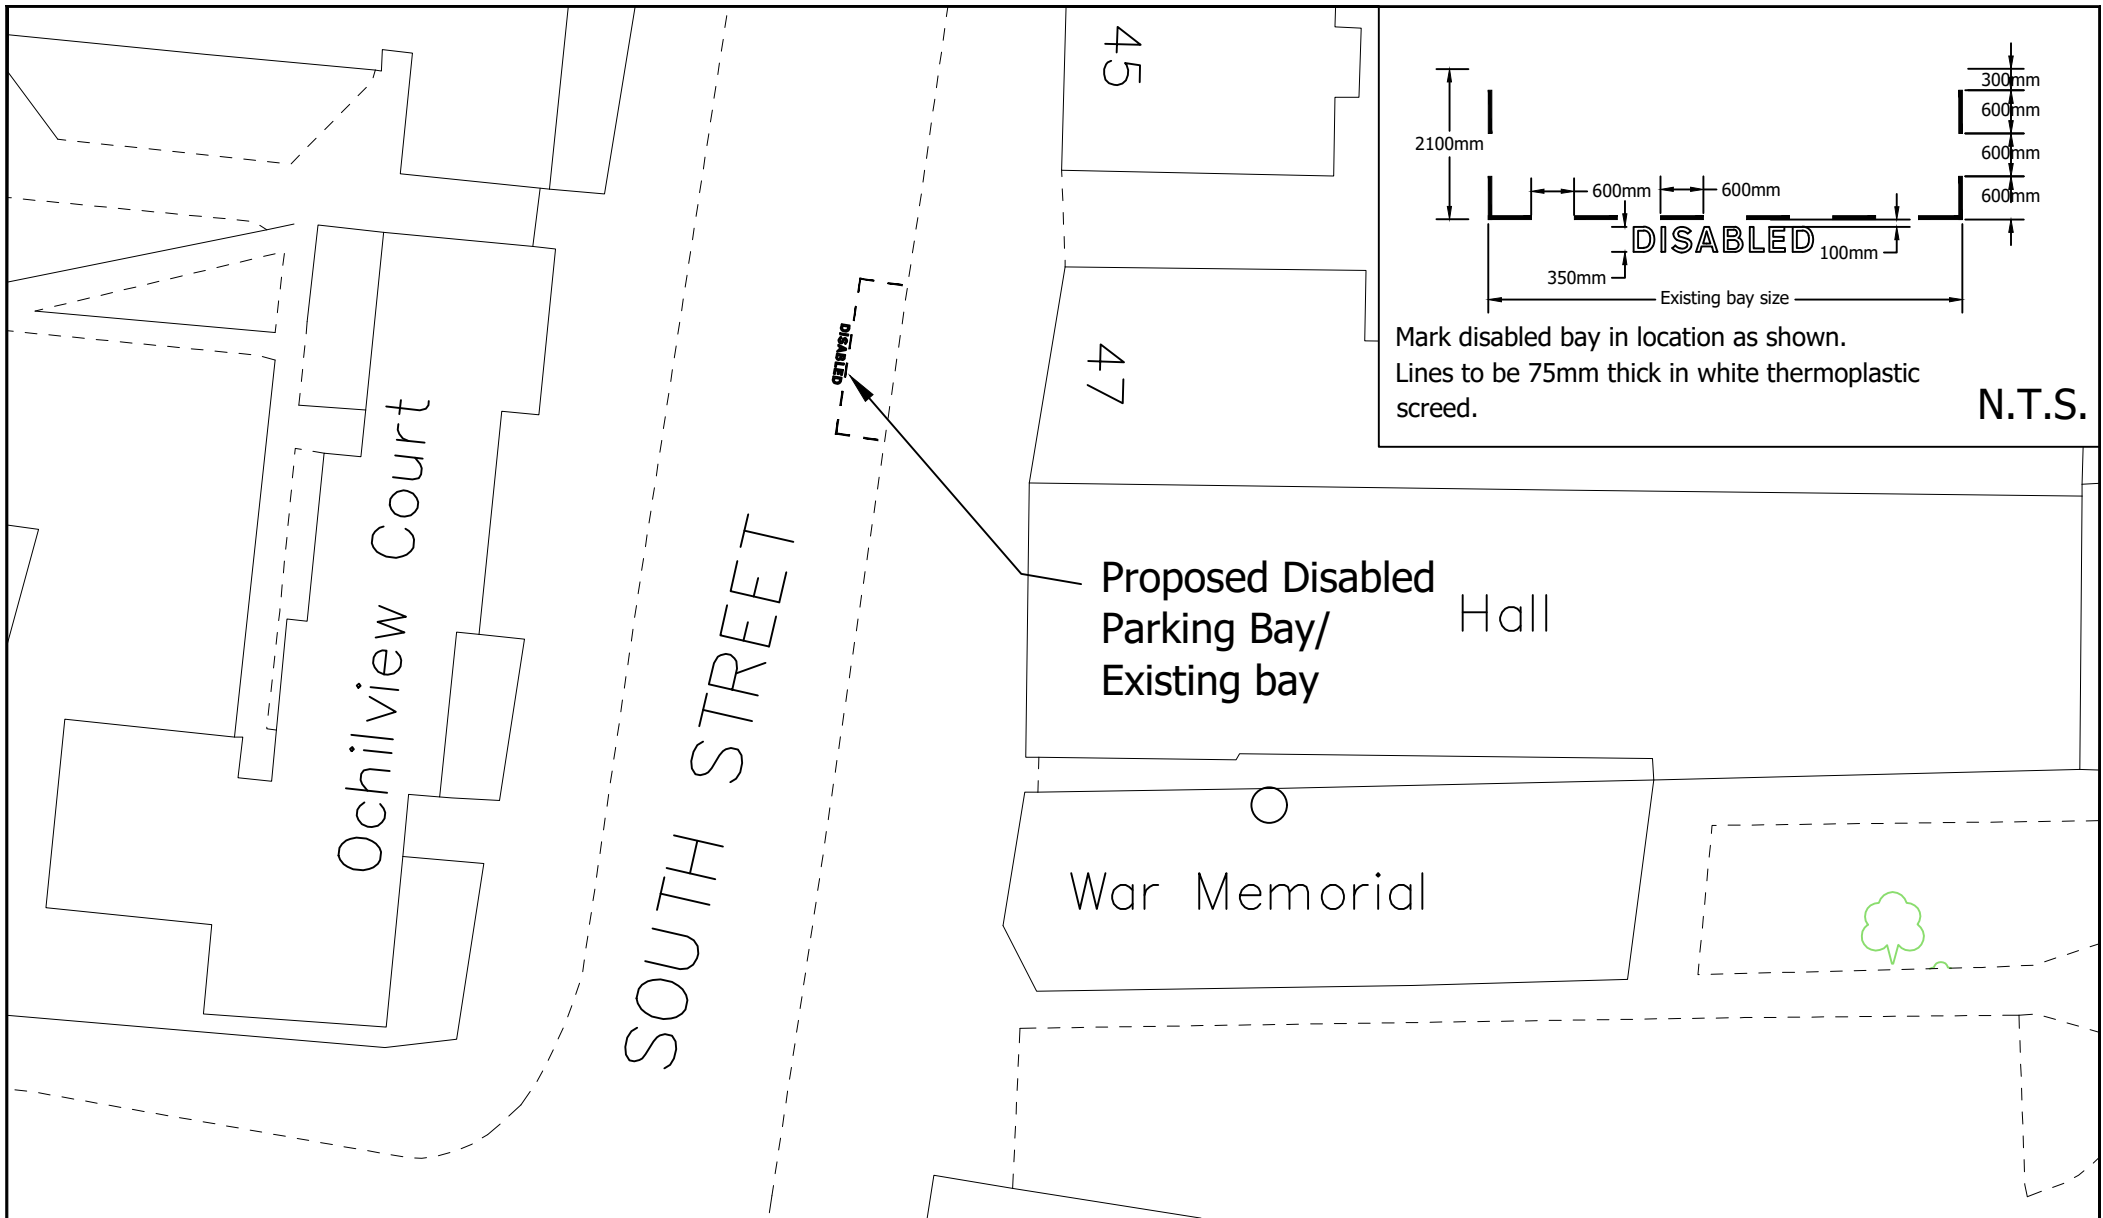 45
300mm
600mm
2100mm
600mm
600mm
600mm
600mm
DISABLED
100mm
350mm
Existing bay size
Mark disabled bay in location as shown.
Lines to be 75mm thick in white thermoplastic
screed.
N.T.S.
DISABLED
47
Ochilview Court
SOUTH STREET
Proposed Disabled
Parking Bay/
Existing bay
Hall
War Memorial